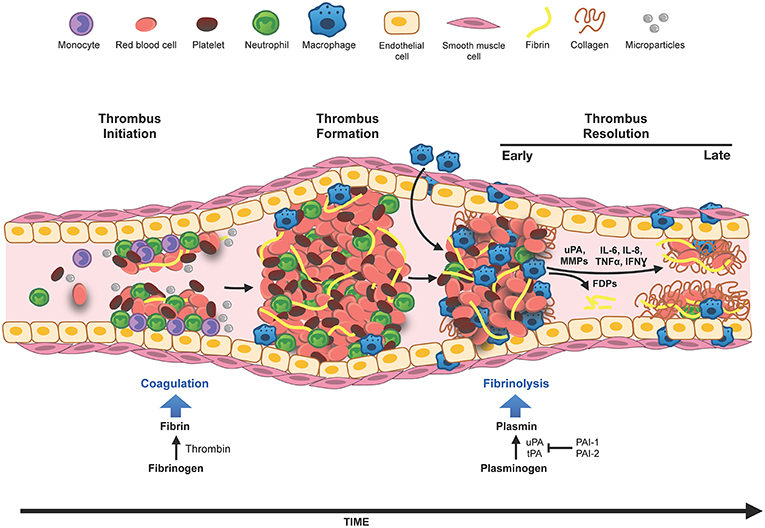 Monocyte
Red blood cell
Platelet
Neutrophil
Macrophage
Endothelial
cell
Smooth muscle
cell
Fibrin
Collagen
Microparticles
Thrombus
Initiation
Thrombus
Formation
Thrombus
Resolution
Early
Late
uPA,
MMPs
IL-6, IL-8,
TNFα, IFNɣ
FDPs
Coagulation
Fibrin
Thrombin
Fibrinogen
Fibrinolysis
Plasmin
uPA
tPA
PAI-1
PAI-2
Plasminogen
TIME